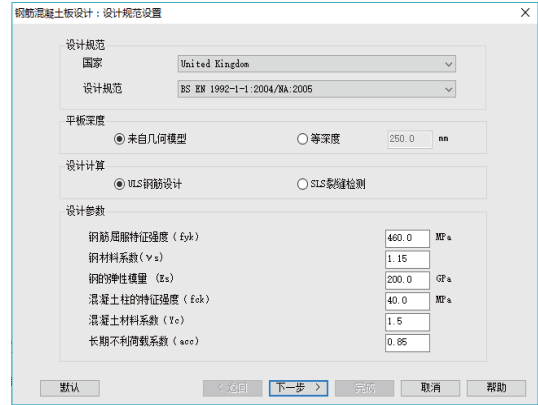 钢筋混凝土板设计：设计规范设置
设计规范
国家 United Kingdom
设计规范 BS EN 1992-1-1:2004/NA:2005
平板深度
来自几何模型 等深度 250.0 mm
设计计算
ULS钢筋设计 SLS裂缝检测
设计参数
钢筋屈服特征强度（fyk） 460.0 MPa
钢材料系数(γs) 1.15
钢的弹性模量 (Es) 200.0 GPa
混凝土柱的特征强度（fck） 40.0 MPa
混凝土材料系数（Yc） 1.5
长期不利荷载系数（acc） 0.85
默认 < 返回 下一步 > 完成 取消 帮助